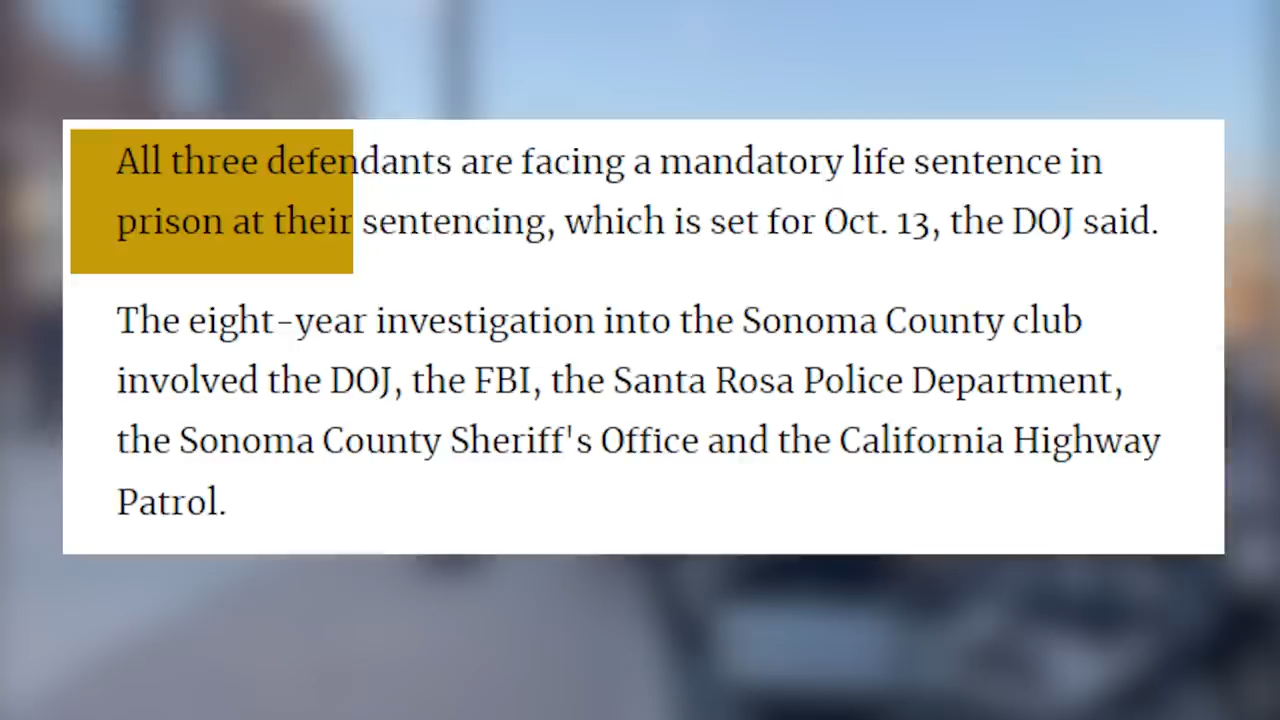 All three defendants are facing a mandatory life sentence in
prison at their sentencing, which is set for Oct. 13, the DOJ said.
The eight-year investigation into the Sonoma County club
involved the DOJ, the FBI, the Santa Rosa Police Department,
the Sonoma County Sheriff's Office and the California Highway
Patrol.